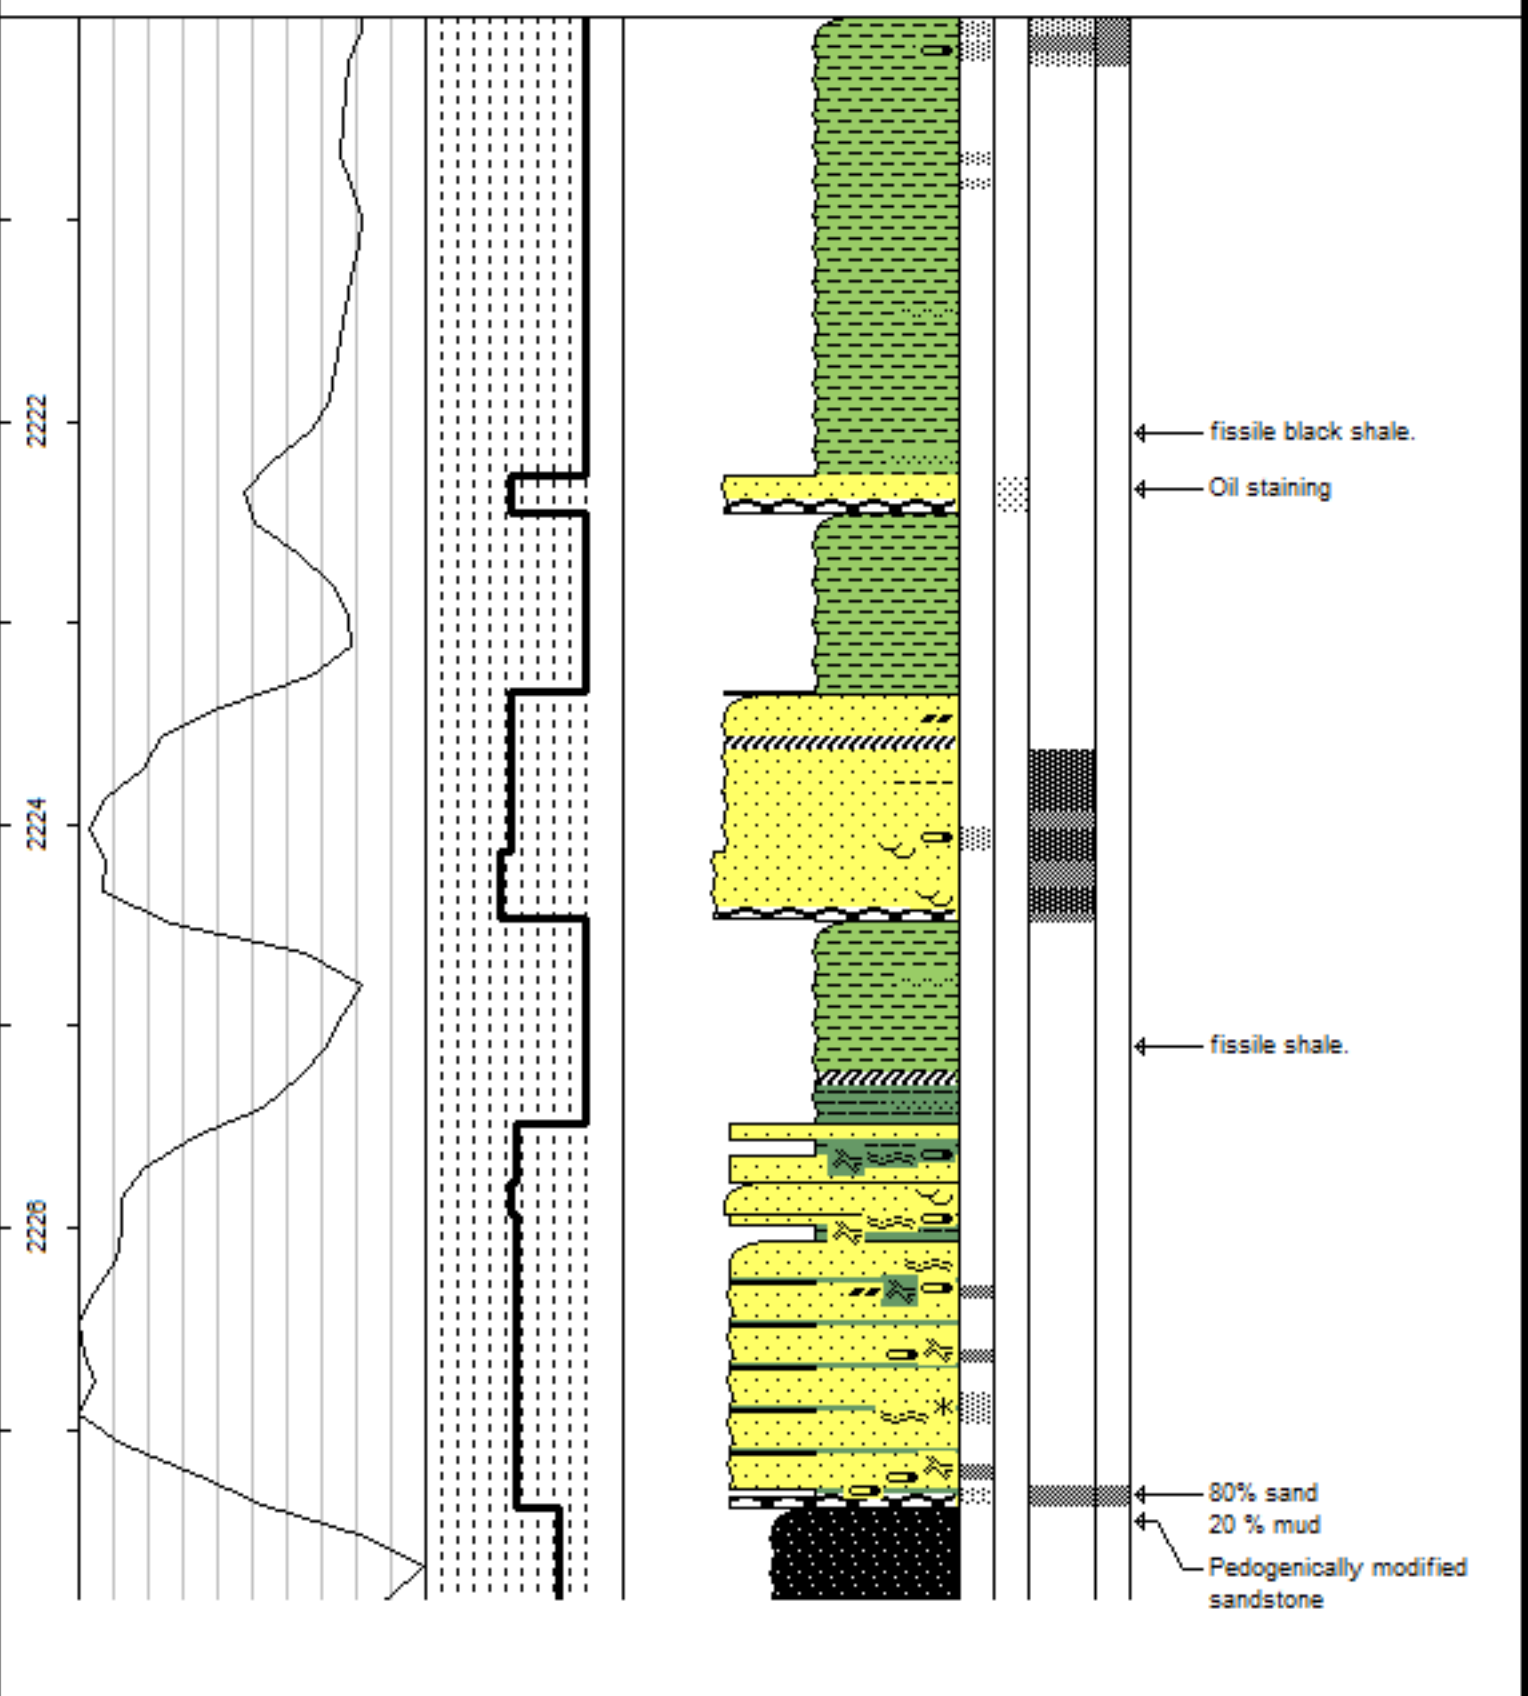 2222
fissile black shale.
Oil staining
2224
fissile shale.
2226
80% sand
20 % mud
Pedogenically modified
sandstone